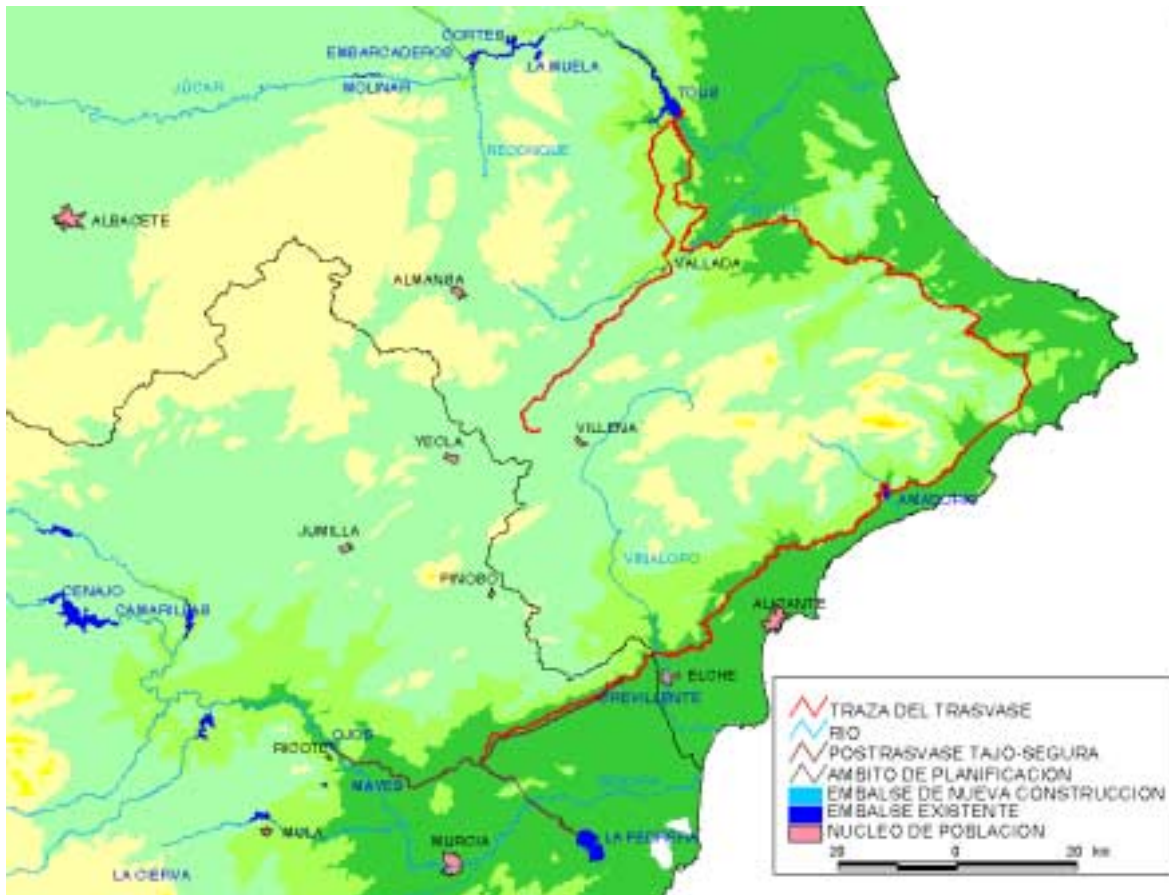 CORTES
EMBARCADEROS
LA MUELA
JÚCAR
MOLINAR
TOUS
RECONQUE
ALBACETE
VALLADA
ALMANSA
VILLENA
YECLA
AMADORIO
JUMILLA
VINALOPO
PINOSO
CENAJO
CAMARILLAS
ALICANTE
ELCHE
CREVILLENTE
OJOS
RICOTE
MAYES
MULA
MURCIA
LA PEDRERA
LA CIERVA
TRAZA DEL TRASVASE
RIO
POSTRASVASE TAJO-SEGURA
AMBITO DE PLANIFICACION
EMBALSE DE NUEVA CONSTRUCCION
EMBALSE EXISTENTE
NUCLEO DE POBLACION
20 0 20 km